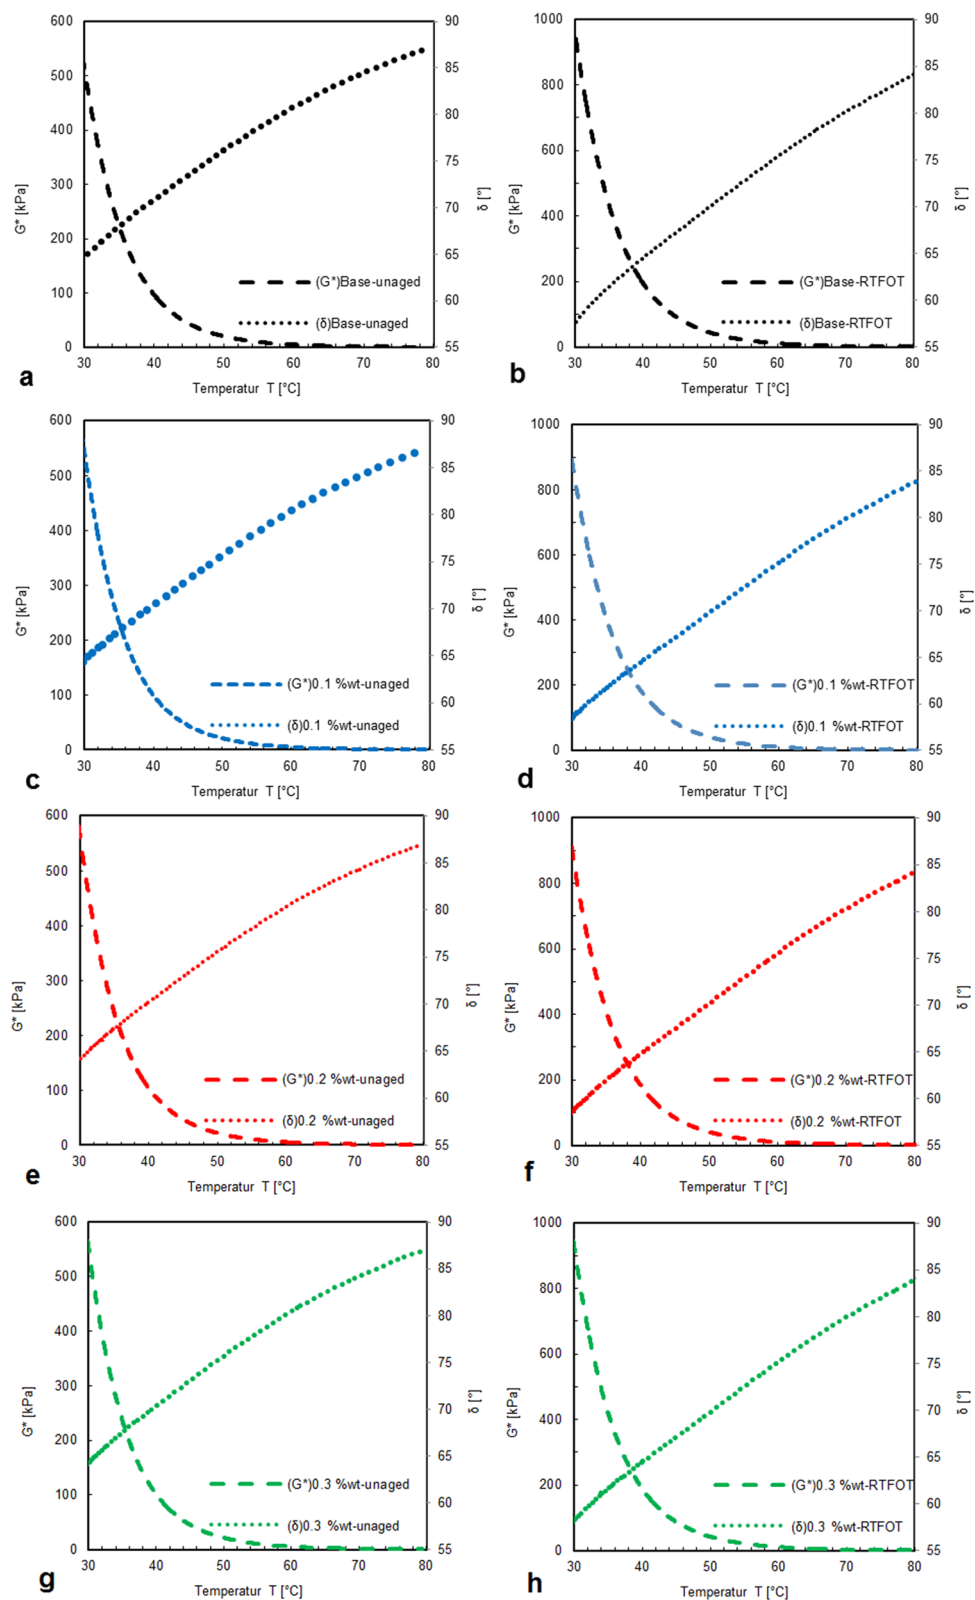 600
500
400
300
200
100
0
G* [kPa]
90
85
80
75
70
65
60
55
δ [°]
(G*)Base-unaged
(δ)Base-unaged
30 40 50 60 70 80
Temperatur T [°C]
a
1000
800
600
400
200
0
G* [kPa]
90
85
80
75
70
65
60
55
δ [°]
(G*)Base-RTFOT
(δ)Base-RTFOT
30 40 50 60 70 80
Temperatur T [°C]
b
600
500
400
300
200
100
0
G* [kPa]
90
85
80
75
70
65
60
55
δ [°]
(G*)0.1 %wt-unaged
(δ)0.1 %wt-unaged
30 40 50 60 70 80
Temperatur T [°C]
c
1000
800
600
400
200
0
G* [kPa]
90
85
80
75
70
65
60
55
δ [°]
(G*)0.1 %wt-RTFOT
(δ)0.1 %wt-RTFOT
30 40 50 60 70 80
Temperatur T [°C]
d
600
500
400
300
200
100
0
G* [kPa]
90
85
80
75
70
65
60
55
δ [°]
(G*)0.2 %wt-unaged
(δ)0.2 %wt-unaged
30 40 50 60 70 80
Temperatur T [°C]
e
1000
800
600
400
200
0
G* [kPa]
90
85
80
75
70
65
60
55
δ [°]
(G*)0.2 %wt-RTFOT
(δ)0.2 %wt-RTFOT
30 40 50 60 70 80
Temperatur T [°C]
f
600
500
400
300
200
100
0
G* [kPa]
90
85
80
75
70
65
60
55
δ [°]
(G*)0.3 %wt-unaged
(δ)0.3 %wt-unaged
30 40 50 60 70 80
Temperatur T [°C]
g
1000
800
600
400
200
0
G* [kPa]
90
85
80
75
70
65
60
55
δ [°]
(G*)0.3 %wt-RTFOT
(δ)0.3 %wt-RTFOT
30 40 50 60 70 80
Temperatur T [°C]
h